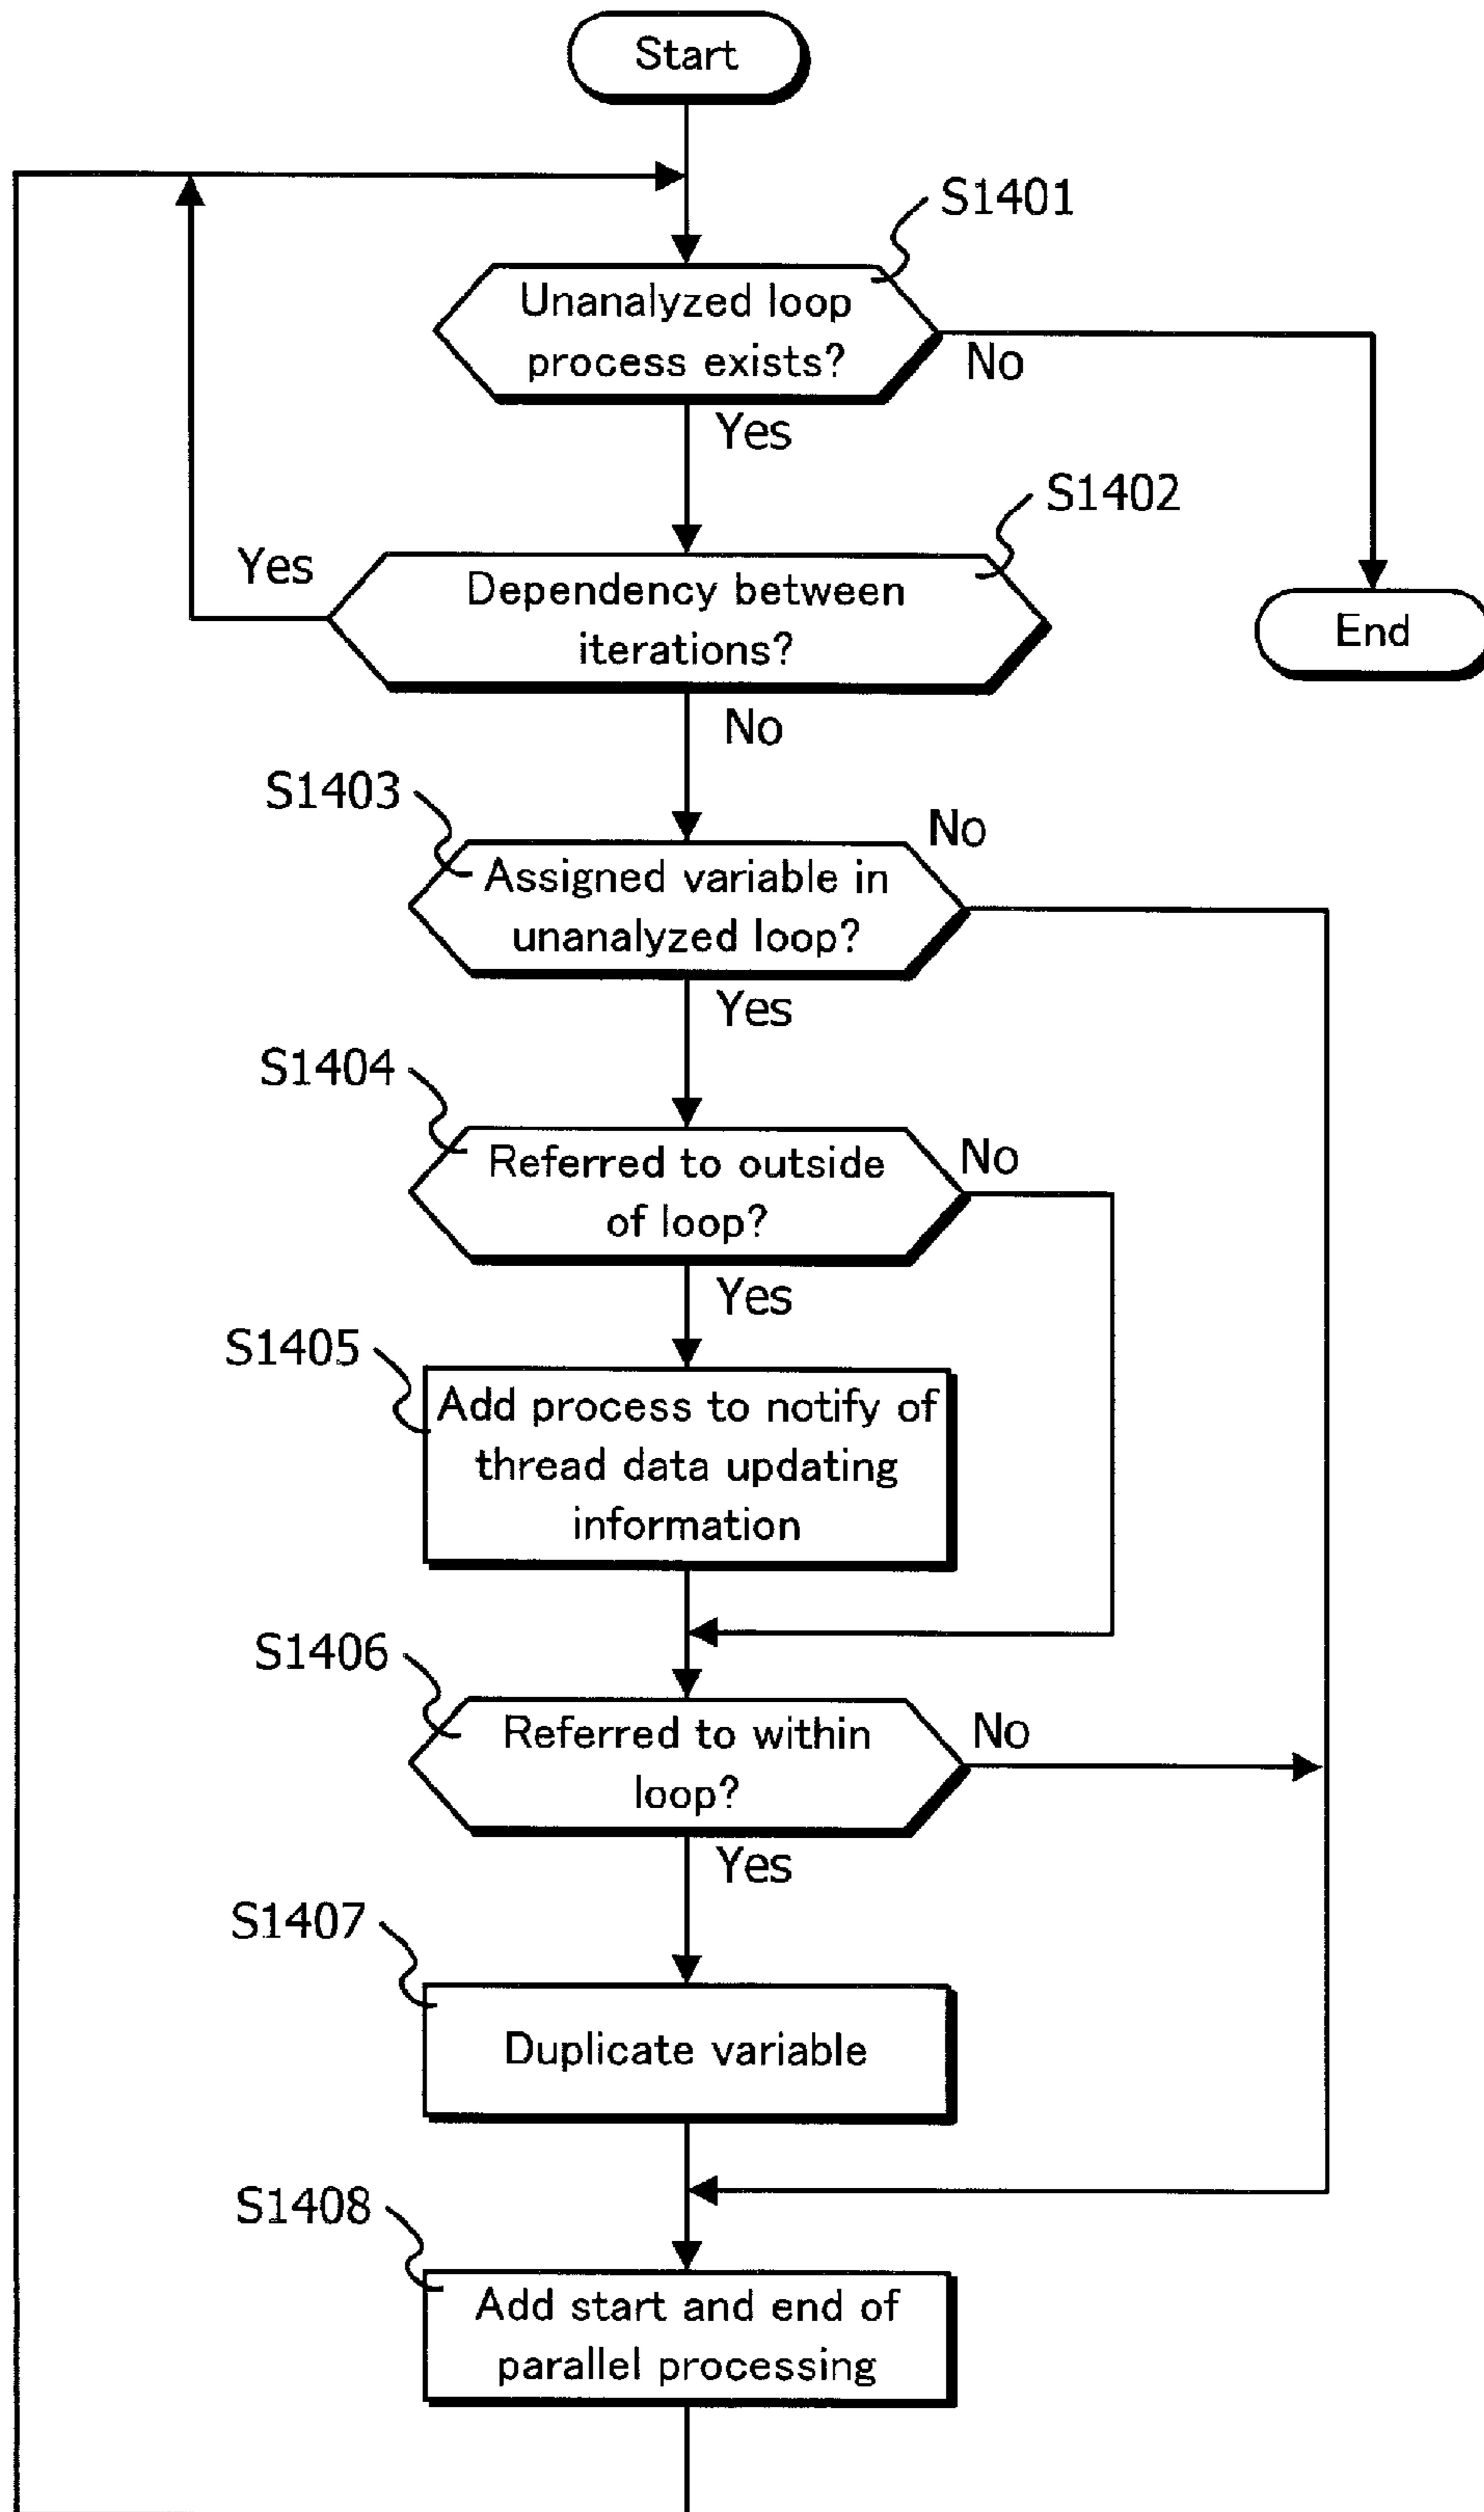 Start
S1401
Unanalyzed loop
process exists?
No
Yes
S1402
Yes
Dependency between
iterations?
End
No
S1403
No
Assigned variable in
unanalyzed loop?
Yes
S1404
No
Referred to outside
of loop?
Yes
S1405
Add process to notify of
thread data updating
information
S1406
No
Referred to within
loop?
Yes
S1407
Duplicate variable
S1408
Add start and end of
parallel processing